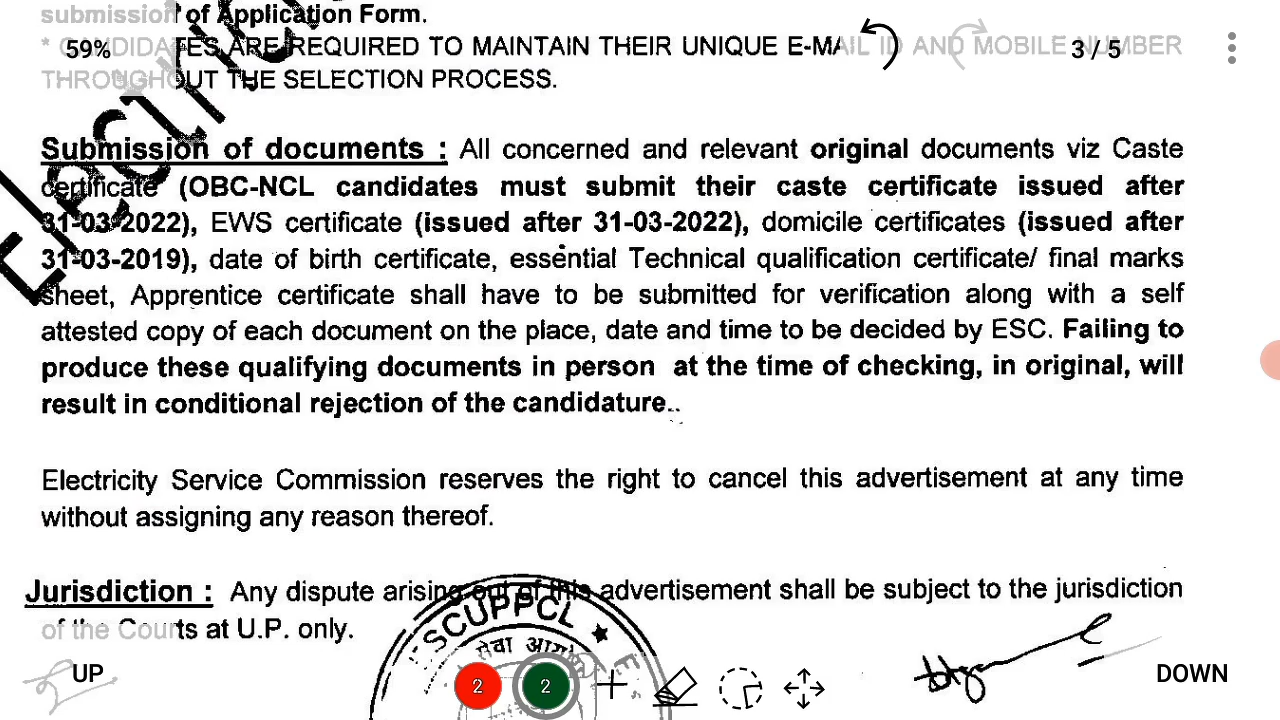 submission of Application Form.
59%
* CANDIDATES ARE REQUIRED TO MAINTAIN THEIR UNIQUE E-MAIL ID AND MOBILE NUMBER
3 / 5
THROUGHOUT THE SELECTION PROCESS.
Submission of documents : All concerned and relevant original documents viz Caste
certificate (OBC-NCL candidates must submit their caste certificate issued after
31-03-2022), EWS certificate (issued after 31-03-2022), domicile certificates (issued after
31-03-2019), date of birth certificate, essential Technical qualification certificate/ final marks
sheet, Apprentice certificate shall have to be submitted for verification along with a self
attested copy of each document on the place, date and time to be decided by ESC. Failing to
produce these qualifying documents in person at the time of checking, in original, will
result in conditional rejection of the candidature..
Electricity Service Commission reserves the right to cancel this advertisement at any time
without assigning any reason thereof.
Jurisdiction : Any dispute arising out of this advertisement shall be subject to the jurisdiction
of the Courts at U.P. only.
ESCUPPCL
सेवा आयोग
UP
2
2
DOWN